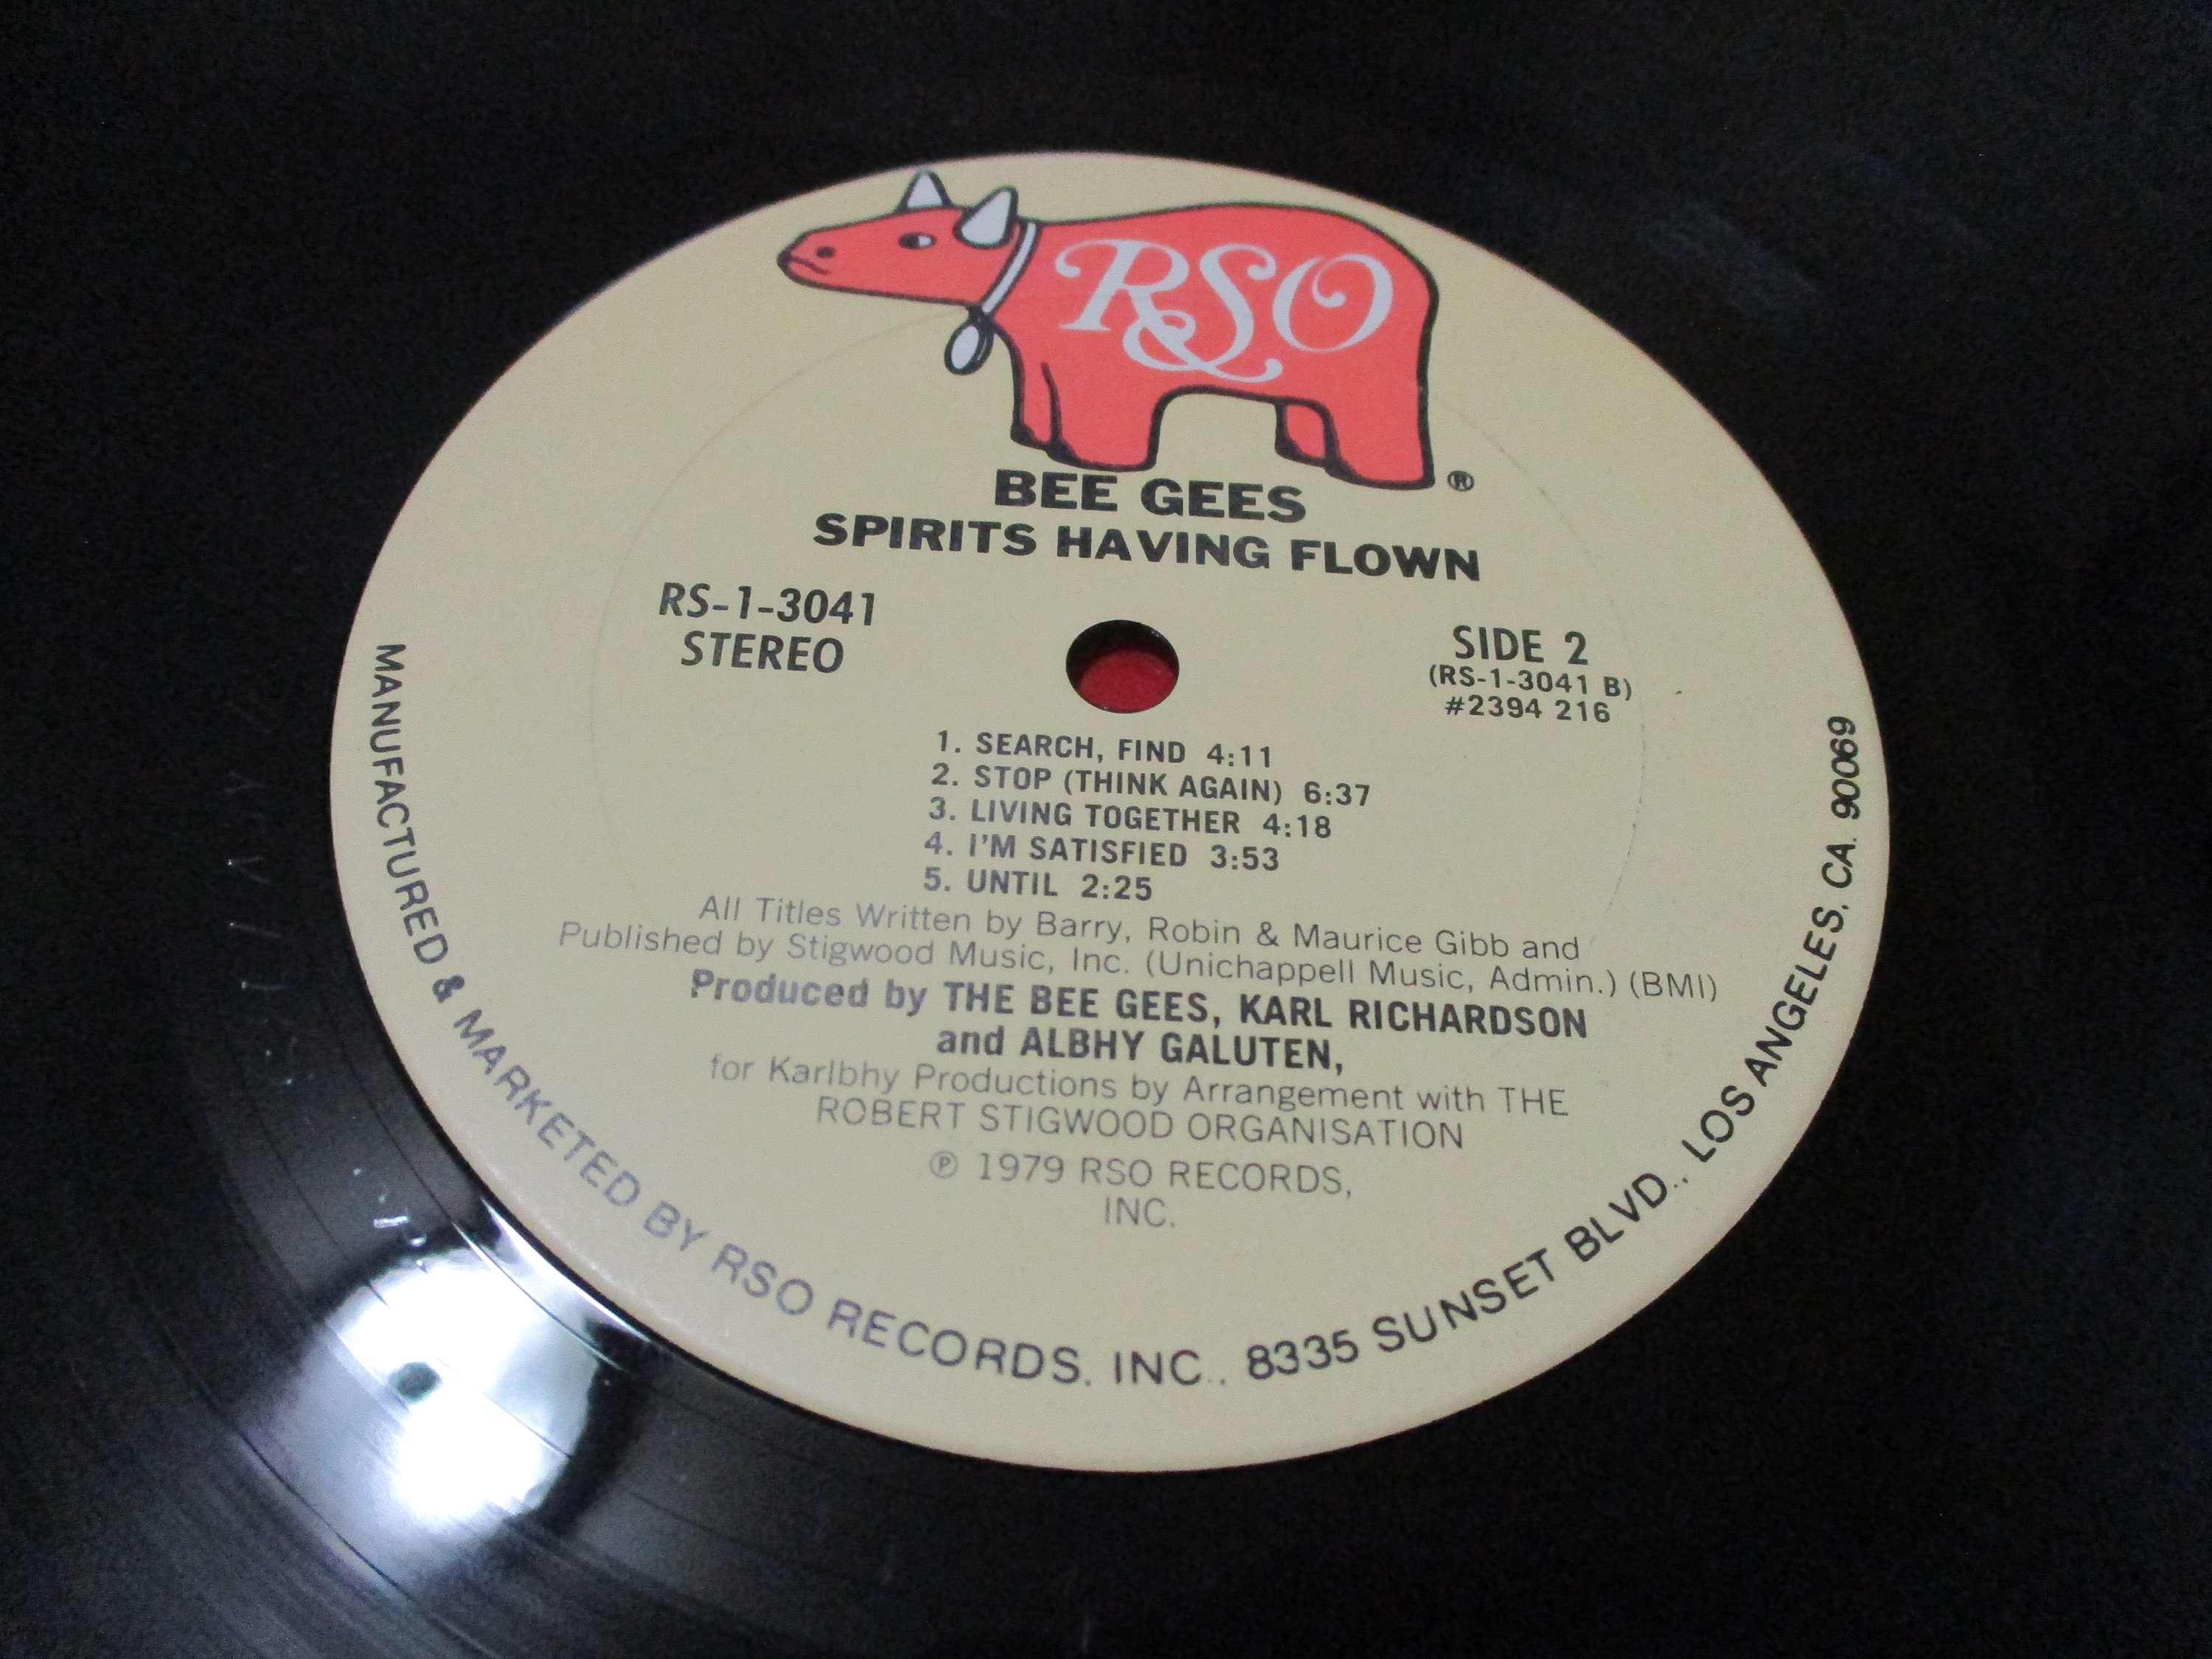 RSO
®
BEE GEES
SPIRITS HAVING FLOWN
RS-1-3041
STEREO
SIDE 2
(RS-1-3041 B)
#2394 216
1. SEARCH, FIND 4:11
2. STOP (THINK AGAIN) 6:37
3. LIVING TOGETHER 4:18
4. I'M SATISFIED 3:53
5. UNTIL 2:25
All Titles Written by Barry, Robin & Maurice Gibb and
Published by Stigwood Music, Inc. (Unichappell Music, Admin.) (BMI)
Produced by THE BEE GEES, KARL RICHARDSON
and ALBHY GALUTEN,
for Karlbhy Productions by Arrangement with THE
ROBERT STIGWOOD ORGANISATION
℗ 1979 RSO RECORDS,
INC.
MANUFACTURED & MARKETED BY RSO RECORDS, INC., 8335 SUNSET BLVD., LOS ANGELES, CA. 90069